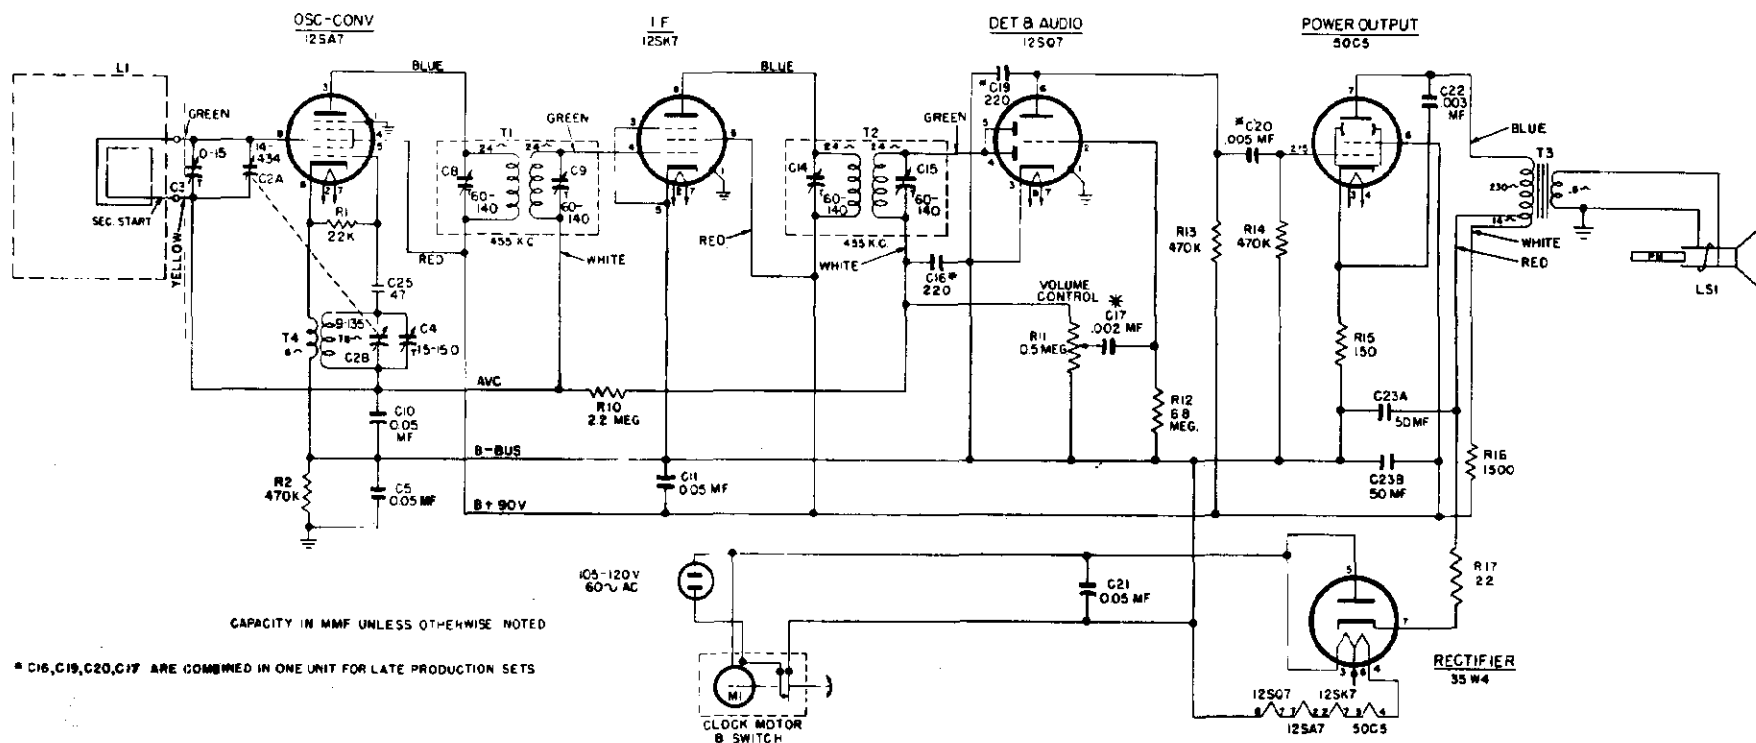 OSC-CONV
12SA7
I F
12SK7
DET & AUDIO
12SQ7
POWER OUTPUT
50C5
L1
GREEN
BLUE
BLUE
GREEN
GREEN
BLUE
SEC. START
YELLOW
C3
0-15
14-434
C2A
R1
22K
C25
47
T4
6~
9-135
C2B
C4
15-150
RED
T1
24~
24~
C8
60-140
C9
60-140
455 K.C.
WHITE
RED
T2
24~
24~
C14
60-140
C15
60-140
455 K.C.
WHITE
* C19
220
C16*
220
VOLUME CONTROL
R11
0.5 MEG
*
C17
.002 MF
R12
6.8 MEG.
R13
470K
* C20
.005 MF
R14
470K
C22
.003 MF
R15
150
T3
230~
WHITE
RED
PM
LS1
C23A
50 MF
C23B
50 MF
R16
1500
AVC
R10
2.2 MEG
C10
0.05 MF
B-BUS
R2
470K
C5
0.05 MF
C11
0.05 MF
B+ 90V
105-120V
60~ AC
C21
0.05 MF
R17
22
RECTIFIER
35W4
M1
CLOCK MOTOR
& SWITCH
12SQ7
12SK7
12SA7
50C5
CAPACITY IN MMF UNLESS OTHERWISE NOTED
* C16,C19,C20,C17 ARE COMBINED IN ONE UNIT FOR LATE PRODUCTION SETS